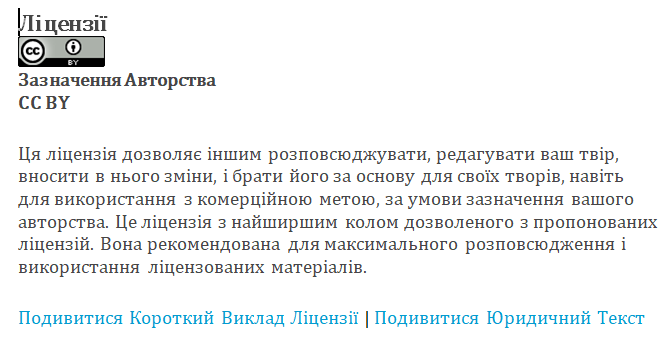 Ліцензії
cc BY
Зазначення Авторства
CC BY
Ця ліцензія дозволяє іншим розповсюджувати, редагувати ваш твір,
вносити в нього зміни, і брати його за основу для своїх творів, навіть
для використання з комерційною метою, за умови зазначення вашого
авторства. Це ліцензія з найширшим колом дозволеного з пропонованих
ліцензій. Вона рекомендована для максимального розповсюдження і
використання ліцензованих матеріалів.
Подивитися Короткий Виклад Ліцензії | Подивитися Юридичний Текст